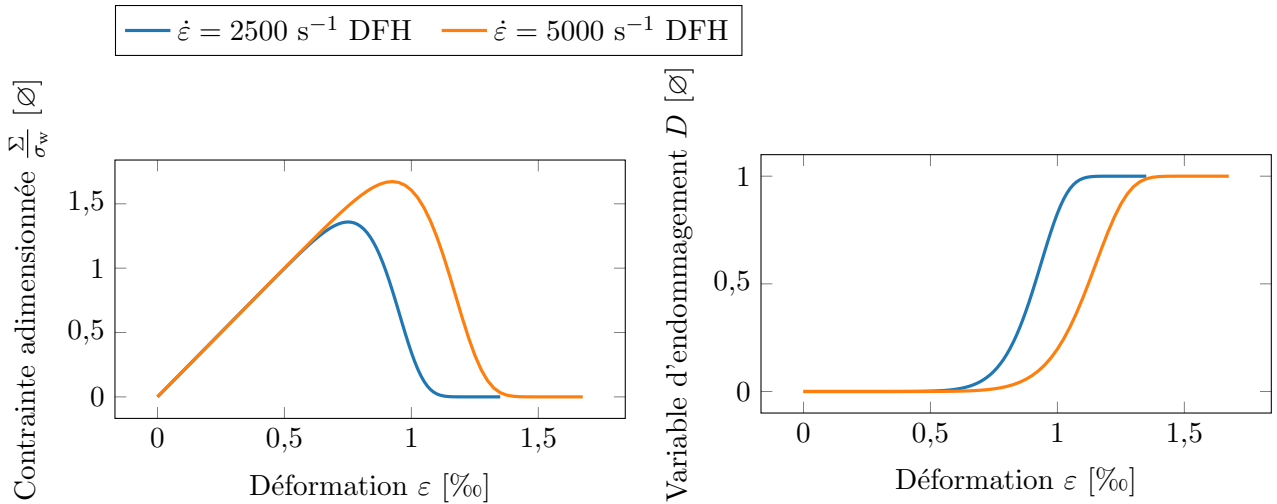 ε̇ = 2500 s⁻¹ DFH
ε̇ = 5000 s⁻¹ DFH
Contrainte adimensionnée Σ/σ_w [∅]
1,5
1
0,5
0
0 0,5 1 1,5
Déformation ε [‰]
Variable d'endommagement D [∅]
1
0,5
0
0 0,5 1 1,5
Déformation ε [‰]